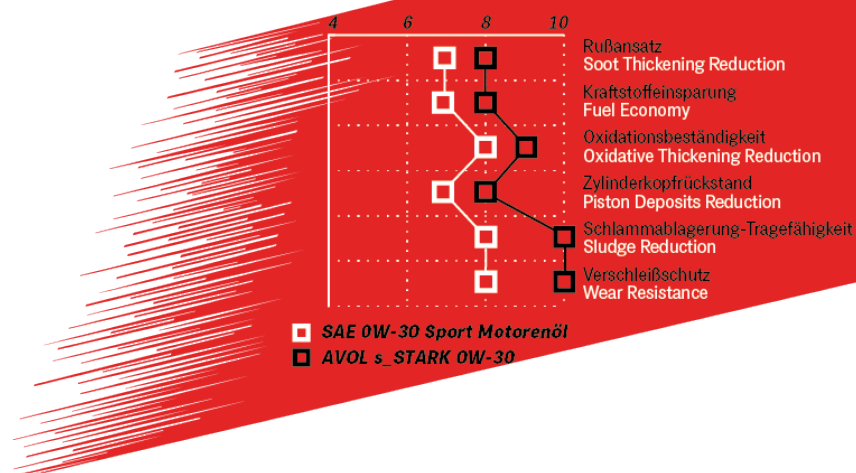 4 6 8 10
Rußansatz
Soot Thickening Reduction
Kraftstoffeinsparung
Fuel Economy
Oxidationsbeständigkeit
Oxidative Thickening Reduction
Zylinderkopfrückstand
Piston Deposits Reduction
Schlammablagerung-Tragefähigkeit
Sludge Reduction
Verschleißschutz
Wear Resistance
SAE 0W-30 Sport Motorenöl
AVOL s_STARK 0W-30